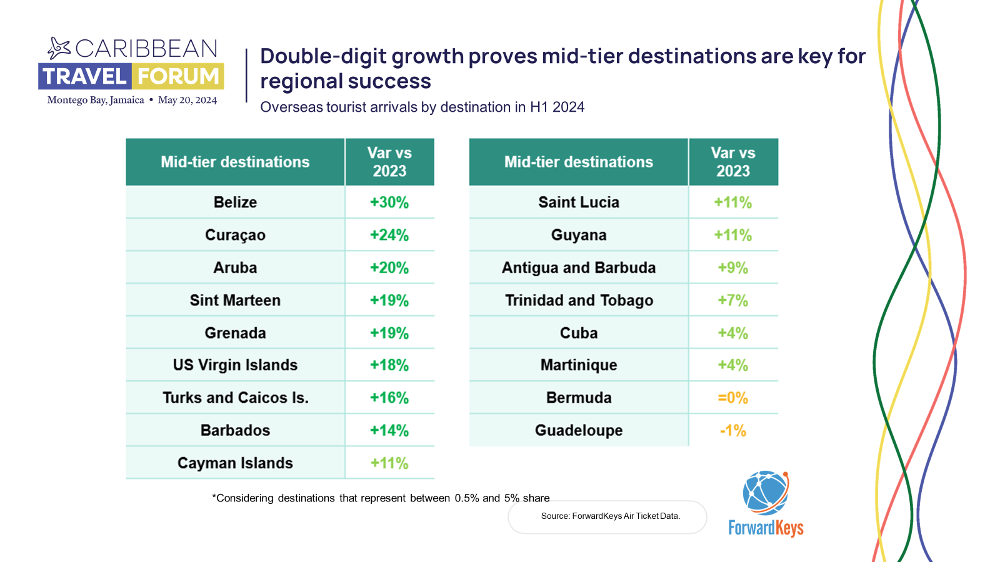 CARIBBEAN
TRAVEL FORUM
Montego Bay, Jamaica • May 20, 2024
Double-digit growth proves mid-tier destinations are key for
regional success
Overseas tourist arrivals by destination in H1 2024
Mid-tier destinations Var vs
2023
Belize +30%
Curaçao +24%
Aruba +20%
Sint Marteen +19%
Grenada +19%
US Virgin Islands +18%
Turks and Caicos Is. +16%
Barbados +14%
Cayman Islands +11%
Mid-tier destinations Var vs
2023
Saint Lucia +11%
Guyana +11%
Antigua and Barbuda +9%
Trinidad and Tobago +7%
Cuba +4%
Martinique +4%
Bermuda =0%
Guadeloupe -1%
*Considering destinations that represent between 0.5% and 5% share
Source: ForwardKeys Air Ticket Data.
ForwardKeys